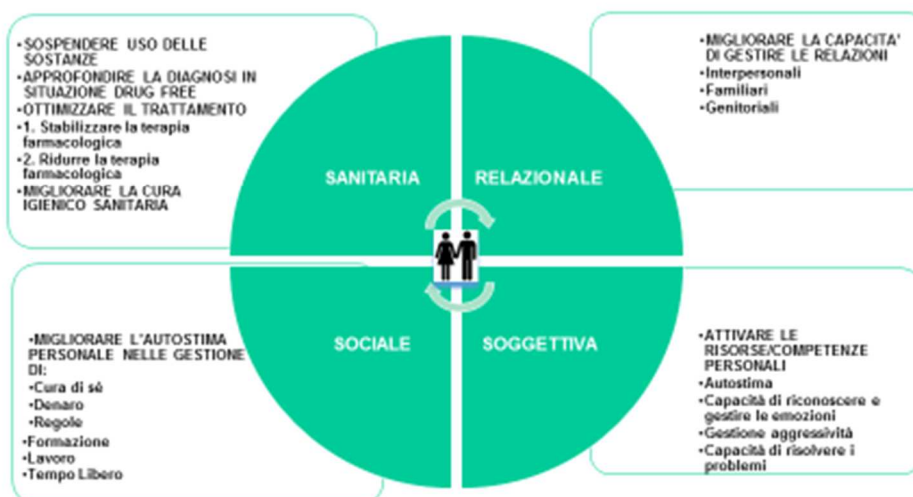 •SOSPENDERE USO DELLE
SOSTANZE
•APPROFONDIRE LA DIAGNOSI IN
SITUAZIONE DRUG FREE
•OTTIMIZZARE IL TRATTAMENTO
•1. Stabilizzare la terapia
farmacologica
•2. Ridurre la terapia
farmacologica
•MIGLIORARE LA CURA
IGIENICO SANITARIA
•MIGLIORARE LA CAPACITA'
DI GESTIRE LE RELAZIONI
•Interpersonali
•Familiari
•Genitoriali
SANITARIA
RELAZIONALE
SOCIALE
SOGGETTIVA
•MIGLIORARE L'AUTOSTIMA
PERSONALE NELLE GESTIONE
DI:
•Cura di sé
•Denaro
•Regole
•Formazione
•Lavoro
•Tempo Libero
•ATTIVARE LE
RISORSE/COMPETENZE
PERSONALI
•Autostima
•Capacità di riconoscere e
gestire le emozioni
•Gestione aggressività
•Capacità di risolvere i
problemi